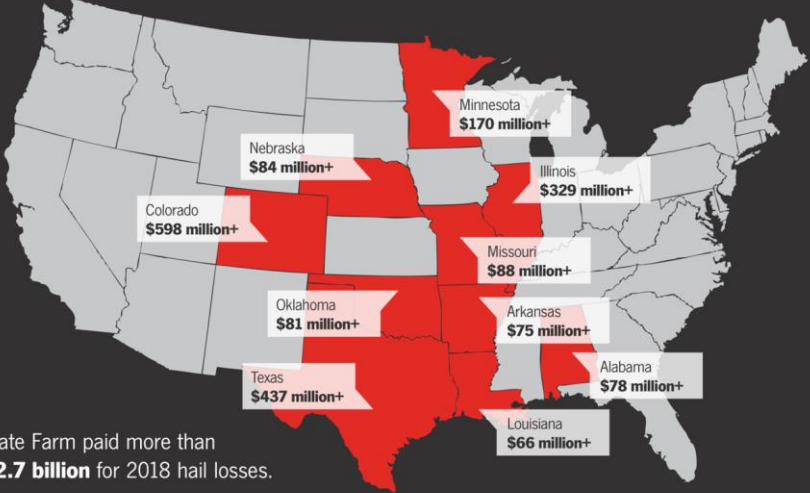 Minnesota
$170 million+
Nebraska
$84 million+
Illinois
$329 million+
Colorado
$598 million+
Missouri
$88 million+
Oklahoma
$81 million+
Arkansas
$75 million+
Alabama
$78 million+
Texas
$437 million+
Louisiana
$66 million+
ate Farm paid more than
2.7 billion for 2018 hail losses.